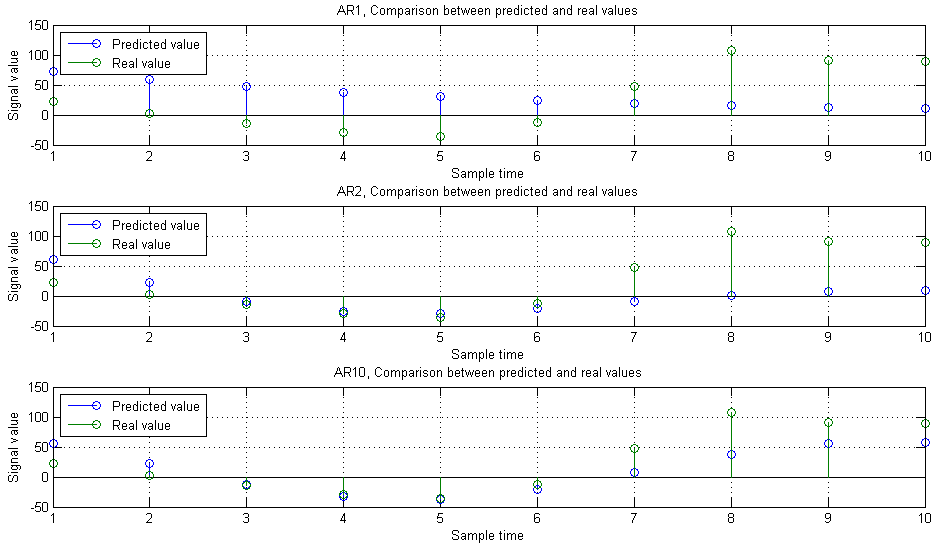 AR1, Comparison between predicted and real values
Signal value
150
100
50
0
-50
Predicted value
Real value
1 2 3 4 5 6 7 8 9 10
Sample time
AR2, Comparison between predicted and real values
Signal value
150
100
50
0
-50
Predicted value
Real value
1 2 3 4 5 6 7 8 9 10
Sample time
AR10, Comparison between predicted and real values
Signal value
150
100
50
0
-50
Predicted value
Real value
1 2 3 4 5 6 7 8 9 10
Sample time